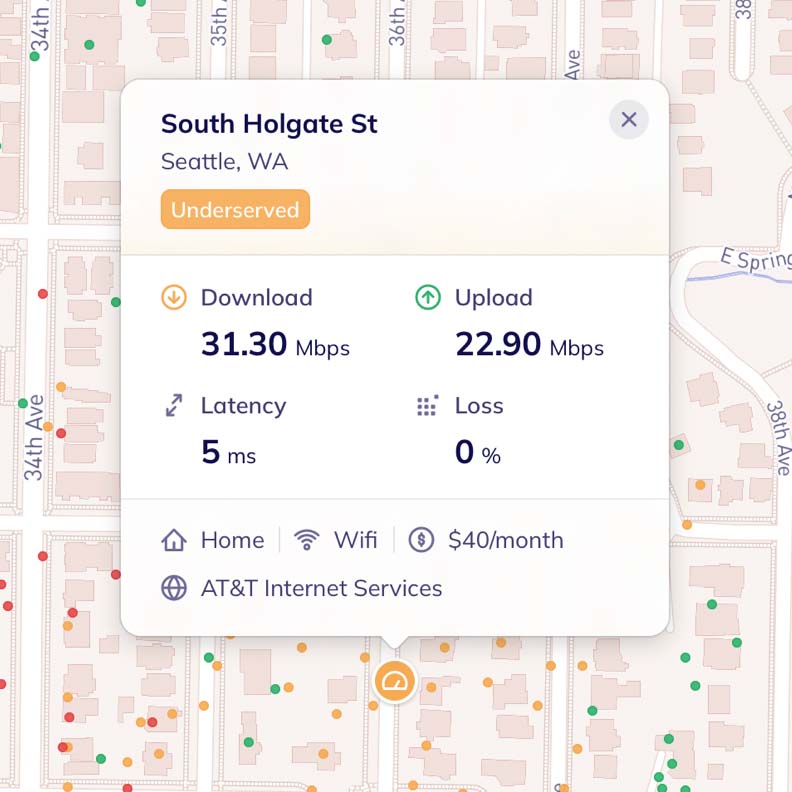 34th A
35th
36th
Ave
38
South Holgate St
Seattle, WA
Underserved
E Spring
Download
31.30 Mbps
Upload
22.90 Mbps
Latency
5 ms
Loss
0 %
34th Ave
38th Ave
Home
Wifi
$40/month
AT&T Internet Services